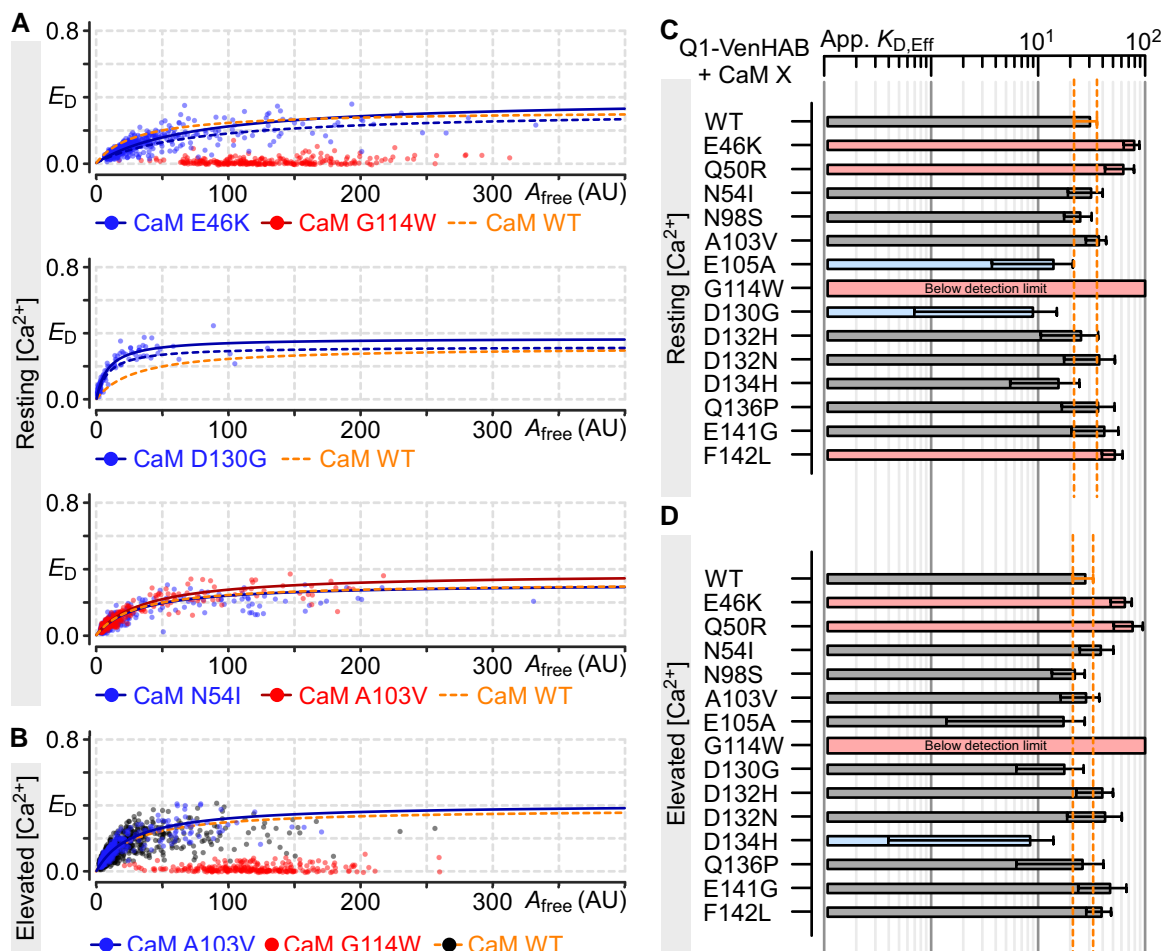 A
Resting [Ca²⁺]
0.8
E_D
0.0
0 100 200 300 A_free (AU)
CaM E46K CaM G114W CaM WT
0.8
E_D
0.0
0 100 200 300 A_free (AU)
CaM D130G CaM WT
0.8
E_D
0.0
0 100 200 300 A_free (AU)
CaM N54I CaM A103V CaM WT
B
Elevated [Ca²⁺]
0.8
E_D
0.0
0 100 200 300 A_free (AU)
CaM A103V CaM G114W CaM WT
C
Q1-VenHAB
+ CaM X
App. K_D,Eff 10¹ 10²
Resting [Ca²⁺]
WT
E46K
Q50R
N54I
N98S
A103V
E105A
G114W Below detection limit
D130G
D132H
D132N
D134H
Q136P
E141G
F142L
D
Elevated [Ca²⁺]
WT
E46K
Q50R
N54I
N98S
A103V
E105A
G114W Below detection limit
D130G
D132H
D132N
D134H
Q136P
E141G
F142L